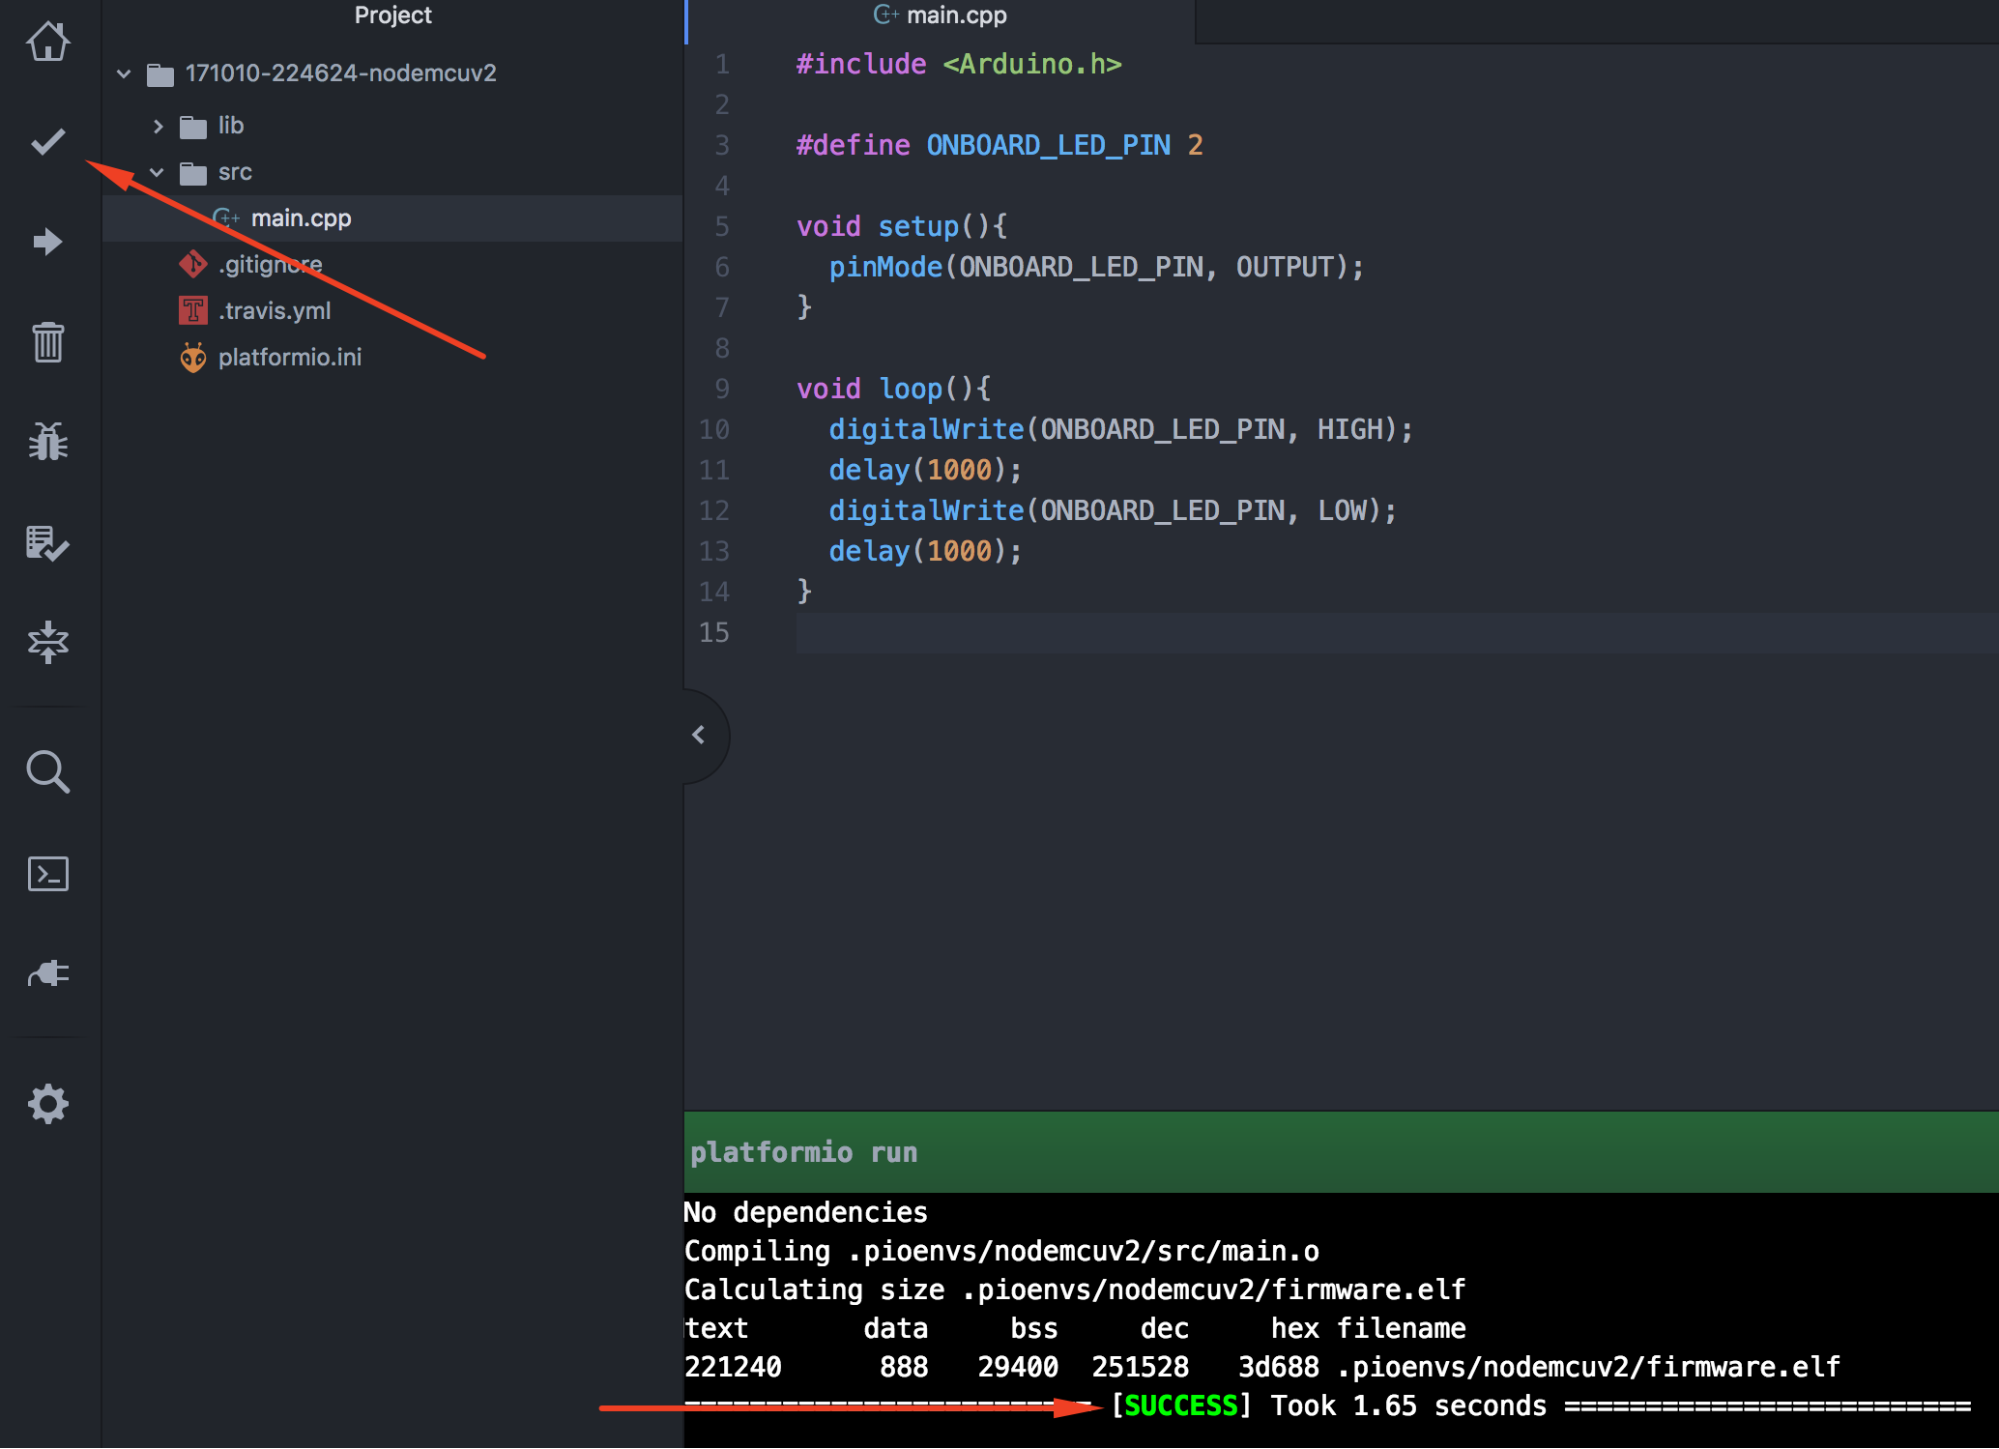 Project
171010-224624-nodemcuv2
lib
src
main.cpp
.gitignore
.travis.yml
platformio.ini
main.cpp
1 #include <Arduino.h>
2
3 #define ONBOARD_LED_PIN 2
4
5 void setup(){
6   pinMode(ONBOARD_LED_PIN, OUTPUT);
7 }
8
9 void loop(){
10   digitalWrite(ONBOARD_LED_PIN, HIGH);
11   delay(1000);
12   digitalWrite(ONBOARD_LED_PIN, LOW);
13   delay(1000);
14 }
15
platformio run
No dependencies
Compiling .pioenvs/nodemcuv2/src/main.o
Calculating size .pioenvs/nodemcuv2/firmware.elf
text data bss dec hex filename
221240 888 29400 251528 3d688 .pioenvs/nodemcuv2/firmware.elf
========================= [SUCCESS] Took 1.65 seconds =========================